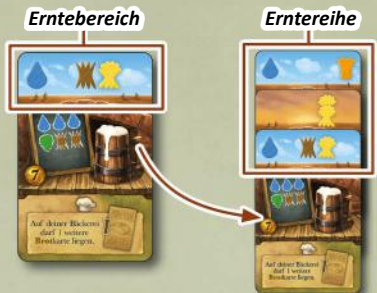 Erntebereich
Erntereihe
7
Auf deiner Bäckerei
darf 1 weitere
Brotkarte liegen.
7
Auf deiner Bäckerei
darf 1 weitere
Brotkarte liegen.